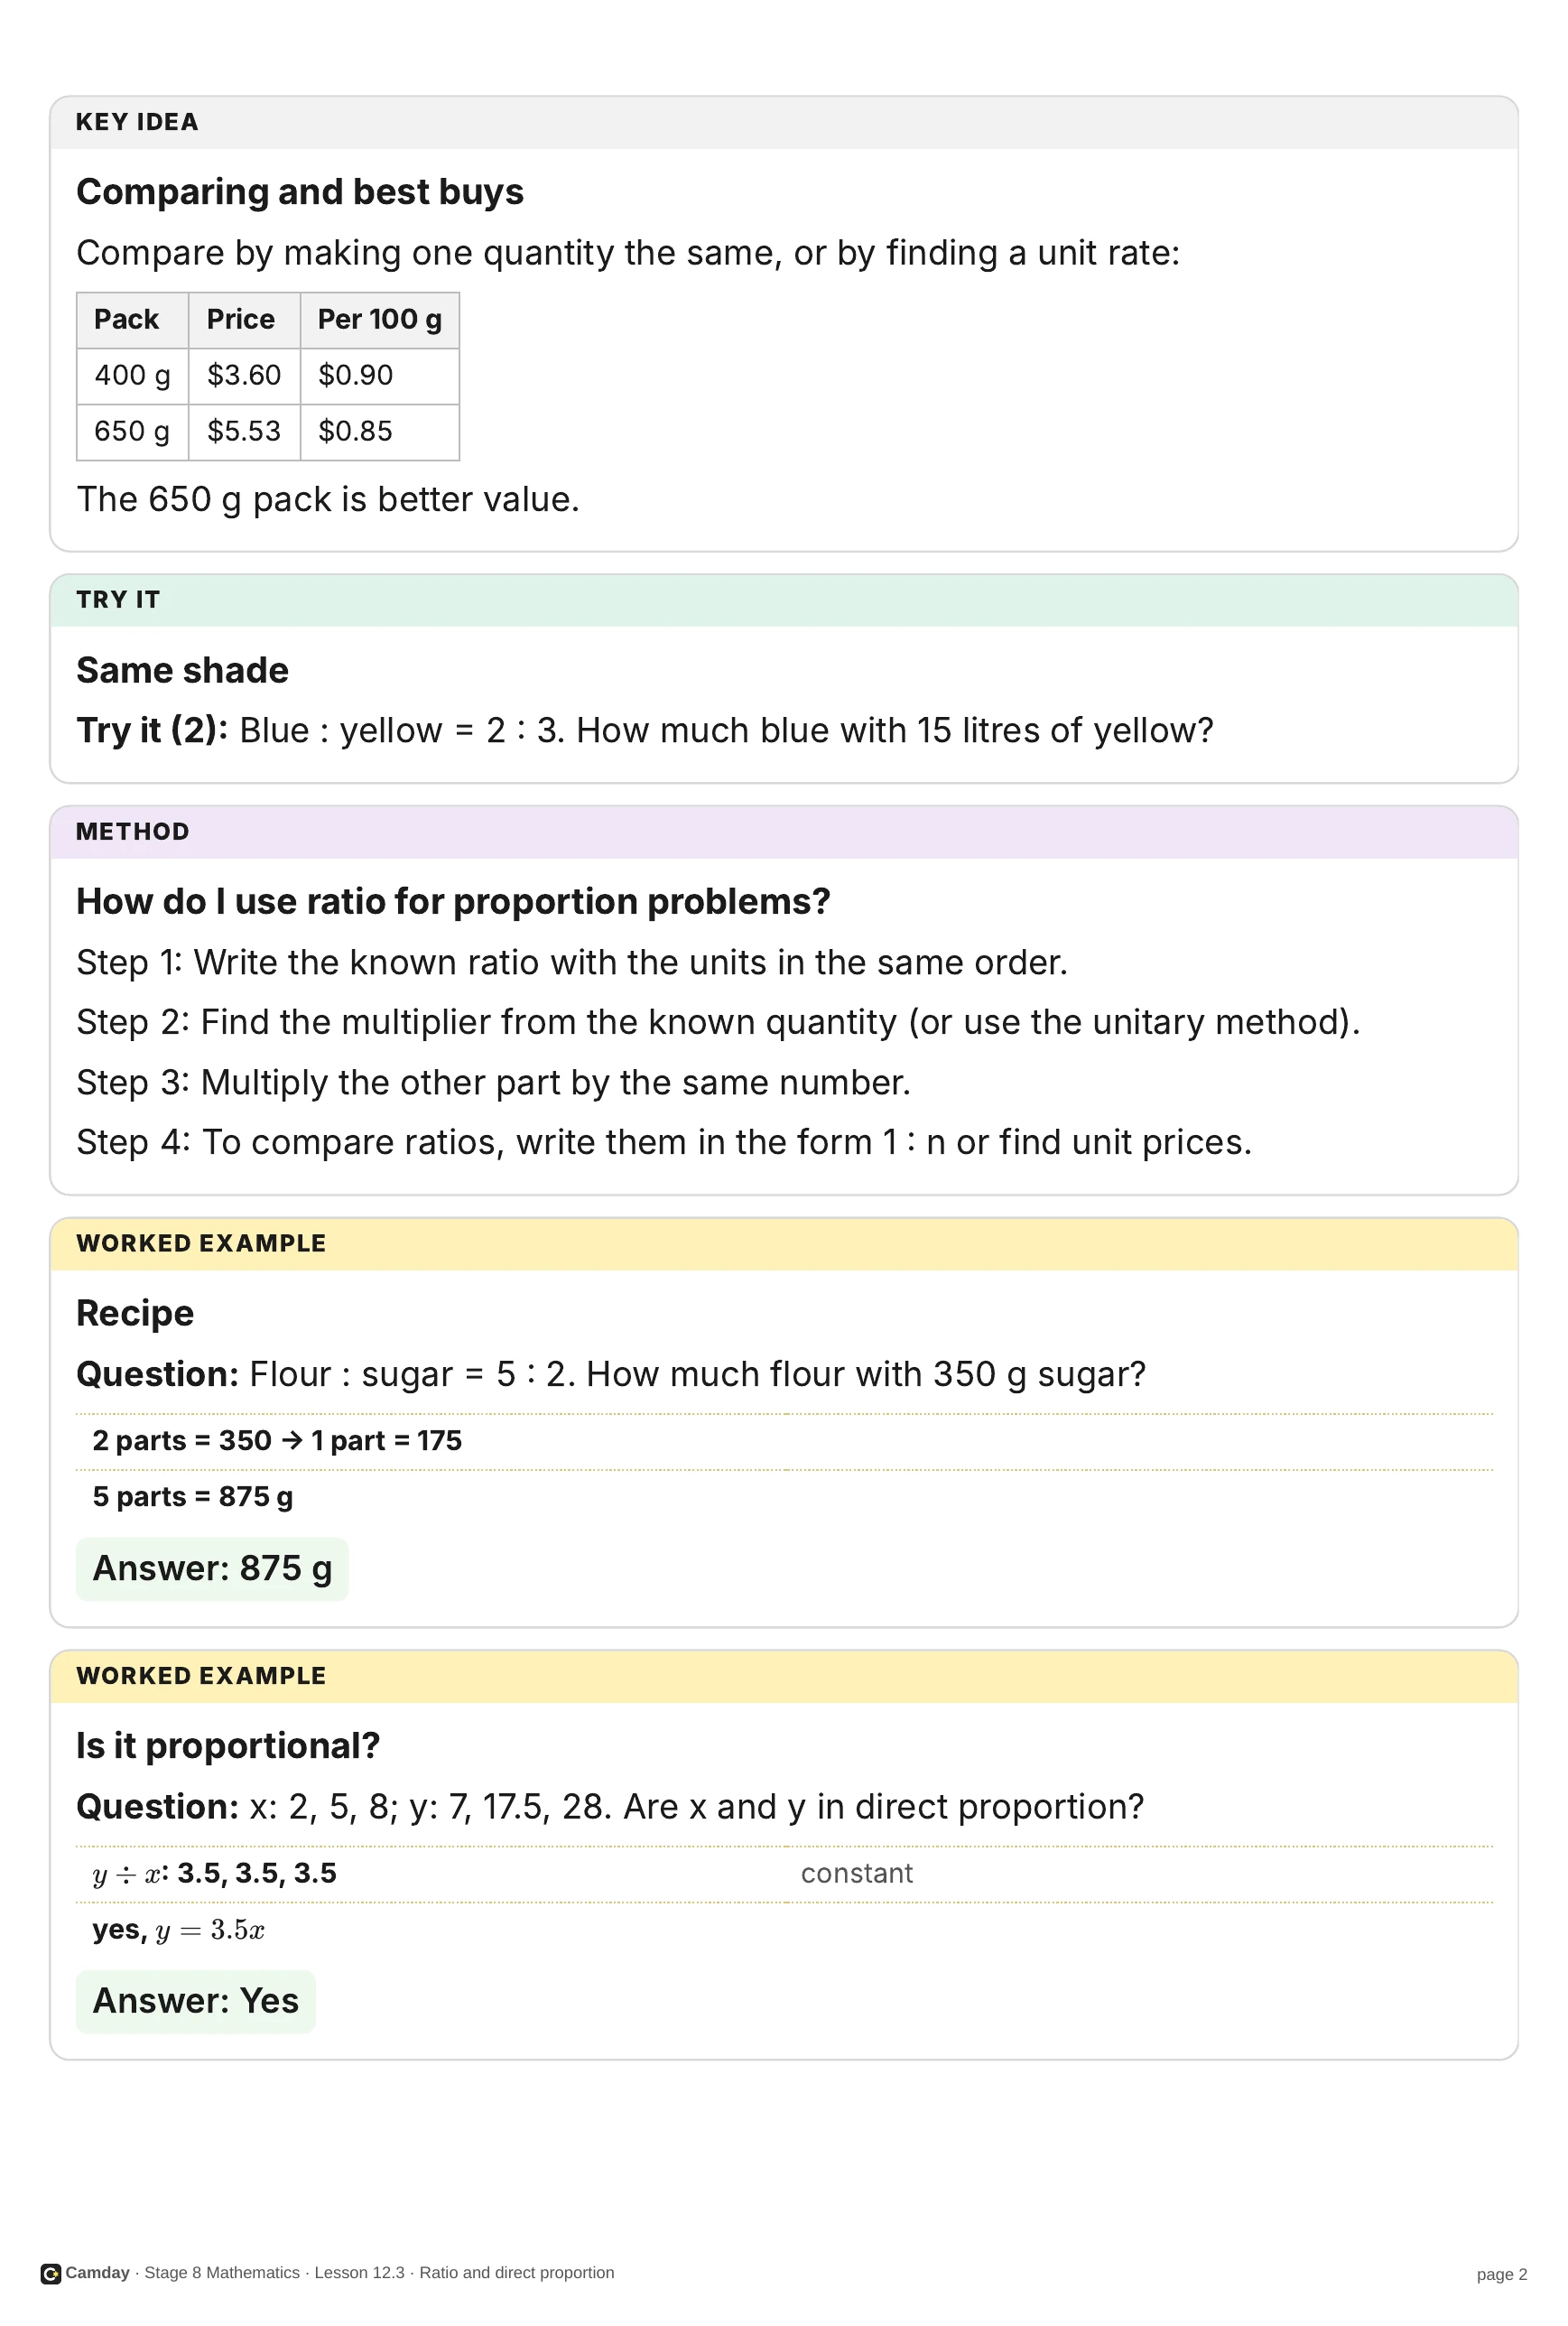 KEY IDEA
Comparing and best buys
Compare by making one quantity the same, or by finding a unit rate:
Pack Price Per 100 g
400 g $3.60 $0.90
650 g $5.53 $0.85
The 650 g pack is better value.
TRY IT
Same shade
Try it (2): Blue : yellow = 2 : 3. How much blue with 15 litres of yellow?
METHOD
How do I use ratio for proportion problems?
Step 1: Write the known ratio with the units in the same order.
Step 2: Find the multiplier from the known quantity (or use the unitary method).
Step 3: Multiply the other part by the same number.
Step 4: To compare ratios, write them in the form 1 : n or find unit prices.
WORKED EXAMPLE
Recipe
Question: Flour : sugar = 5 : 2. How much flour with 350 g sugar?
2 parts = 350 → 1 part = 175
5 parts = 875 g
Answer: 875 g
WORKED EXAMPLE
Is it proportional?
Question: x: 2, 5, 8; y: 7, 17.5, 28. Are x and y in direct proportion?
y ÷ x: 3.5, 3.5, 3.5 constant
yes, y = 3.5x
Answer: Yes
Camday · Stage 8 Mathematics · Lesson 12.3 · Ratio and direct proportion
page 2